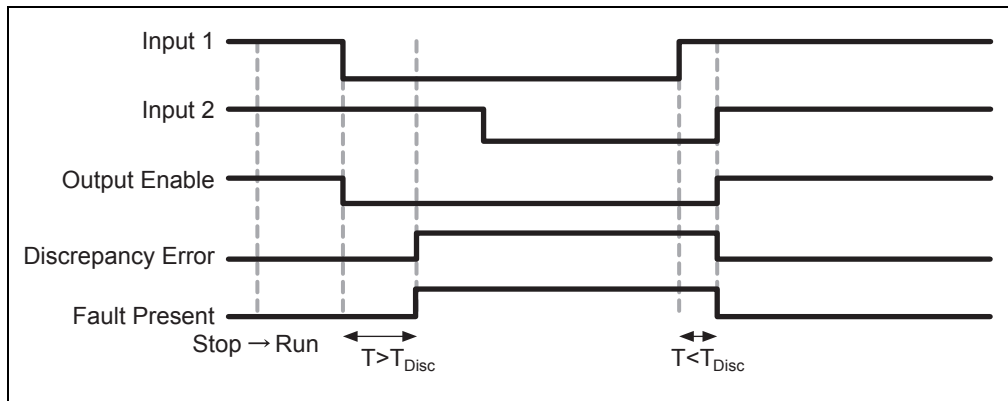 Input 1
Input 2
Output Enable
Discrepancy Error
Fault Present
Stop → Run
T>TDisc
T<TDisc